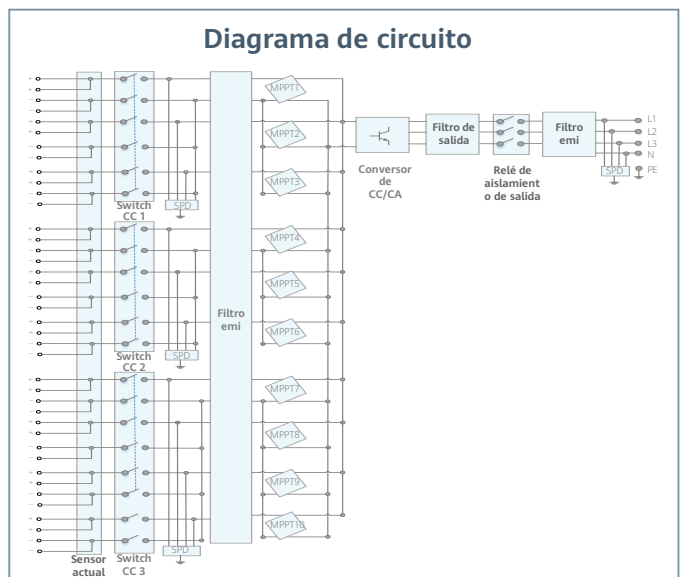 Diagrama de circuito
MPPT1
MPPT2
MPPT3
SPD
Switch
CC 1
MPPT4
MPPT5
MPPT6
SPD
Switch
CC 2
MPPT7
MPPT8
MPPT9
MPPT10
SPD
Sensor
actual
Switch
CC 3
Filtro
emi
Conversor
de
CC/CA
Filtro de
salida
Relé de
aislamient
o de salida
Filtro
emi
L1
L2
L3
N
SPD
PE